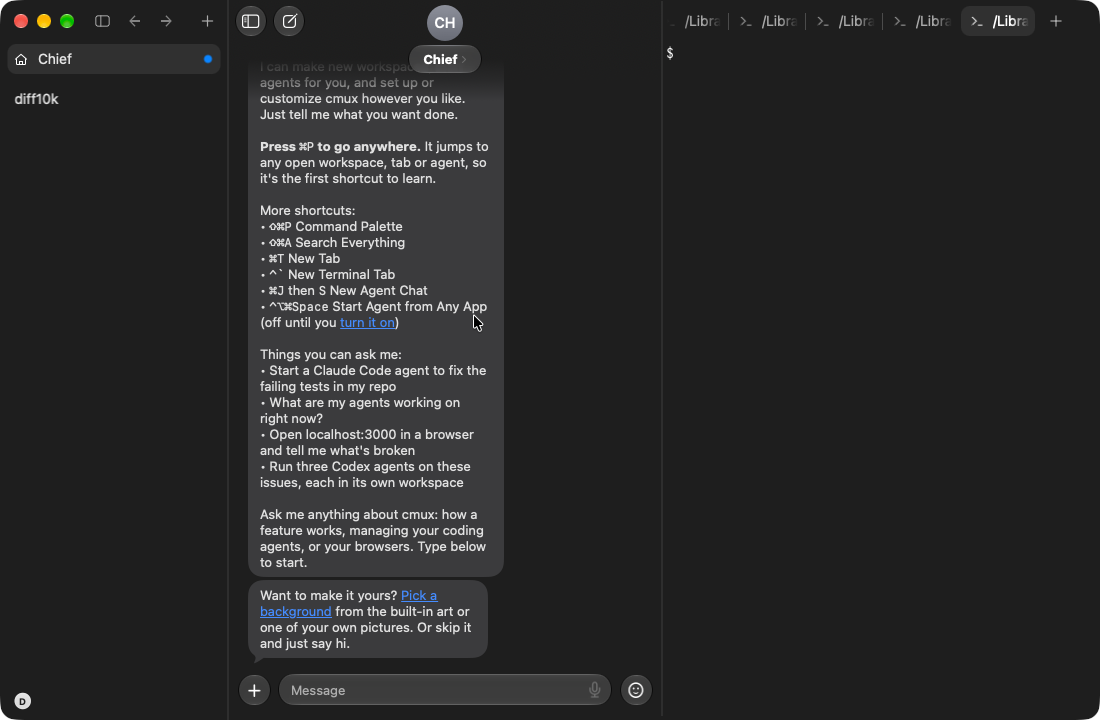 /Libra
/Libra
/Libra
/Libra
/Libra
Chief
diff10k
D
CH
Chief
I can make new
agents for you, and set up or
customize cmux however you like.
Just tell me what you want done.
Press ⌘P to go anywhere. It jumps to
any open workspace, tab or agent, so
it's the first shortcut to learn.
More shortcuts:
• ⇧⌘P Command Palette
• ⇧⌘A Search Everything
• ⌘T New Tab
• ^` New Terminal Tab
• ⌘J then S New Agent Chat
• ^⌥⌘Space Start Agent from Any App
(off until you turn it on)
Things you can ask me:
• Start a Claude Code agent to fix the
failing tests in my repo
• What are my agents working on
right now?
• Open localhost:3000 in a browser
and tell me what's broken
• Run three Codex agents on these
issues, each in its own workspace
Ask me anything about cmux: how a
feature works, managing your coding
agents, or your browsers. Type below
to start.
Want to make it yours? Pick a
background from the built-in art or
one of your own pictures. Or skip it
and just say hi.
Message
$